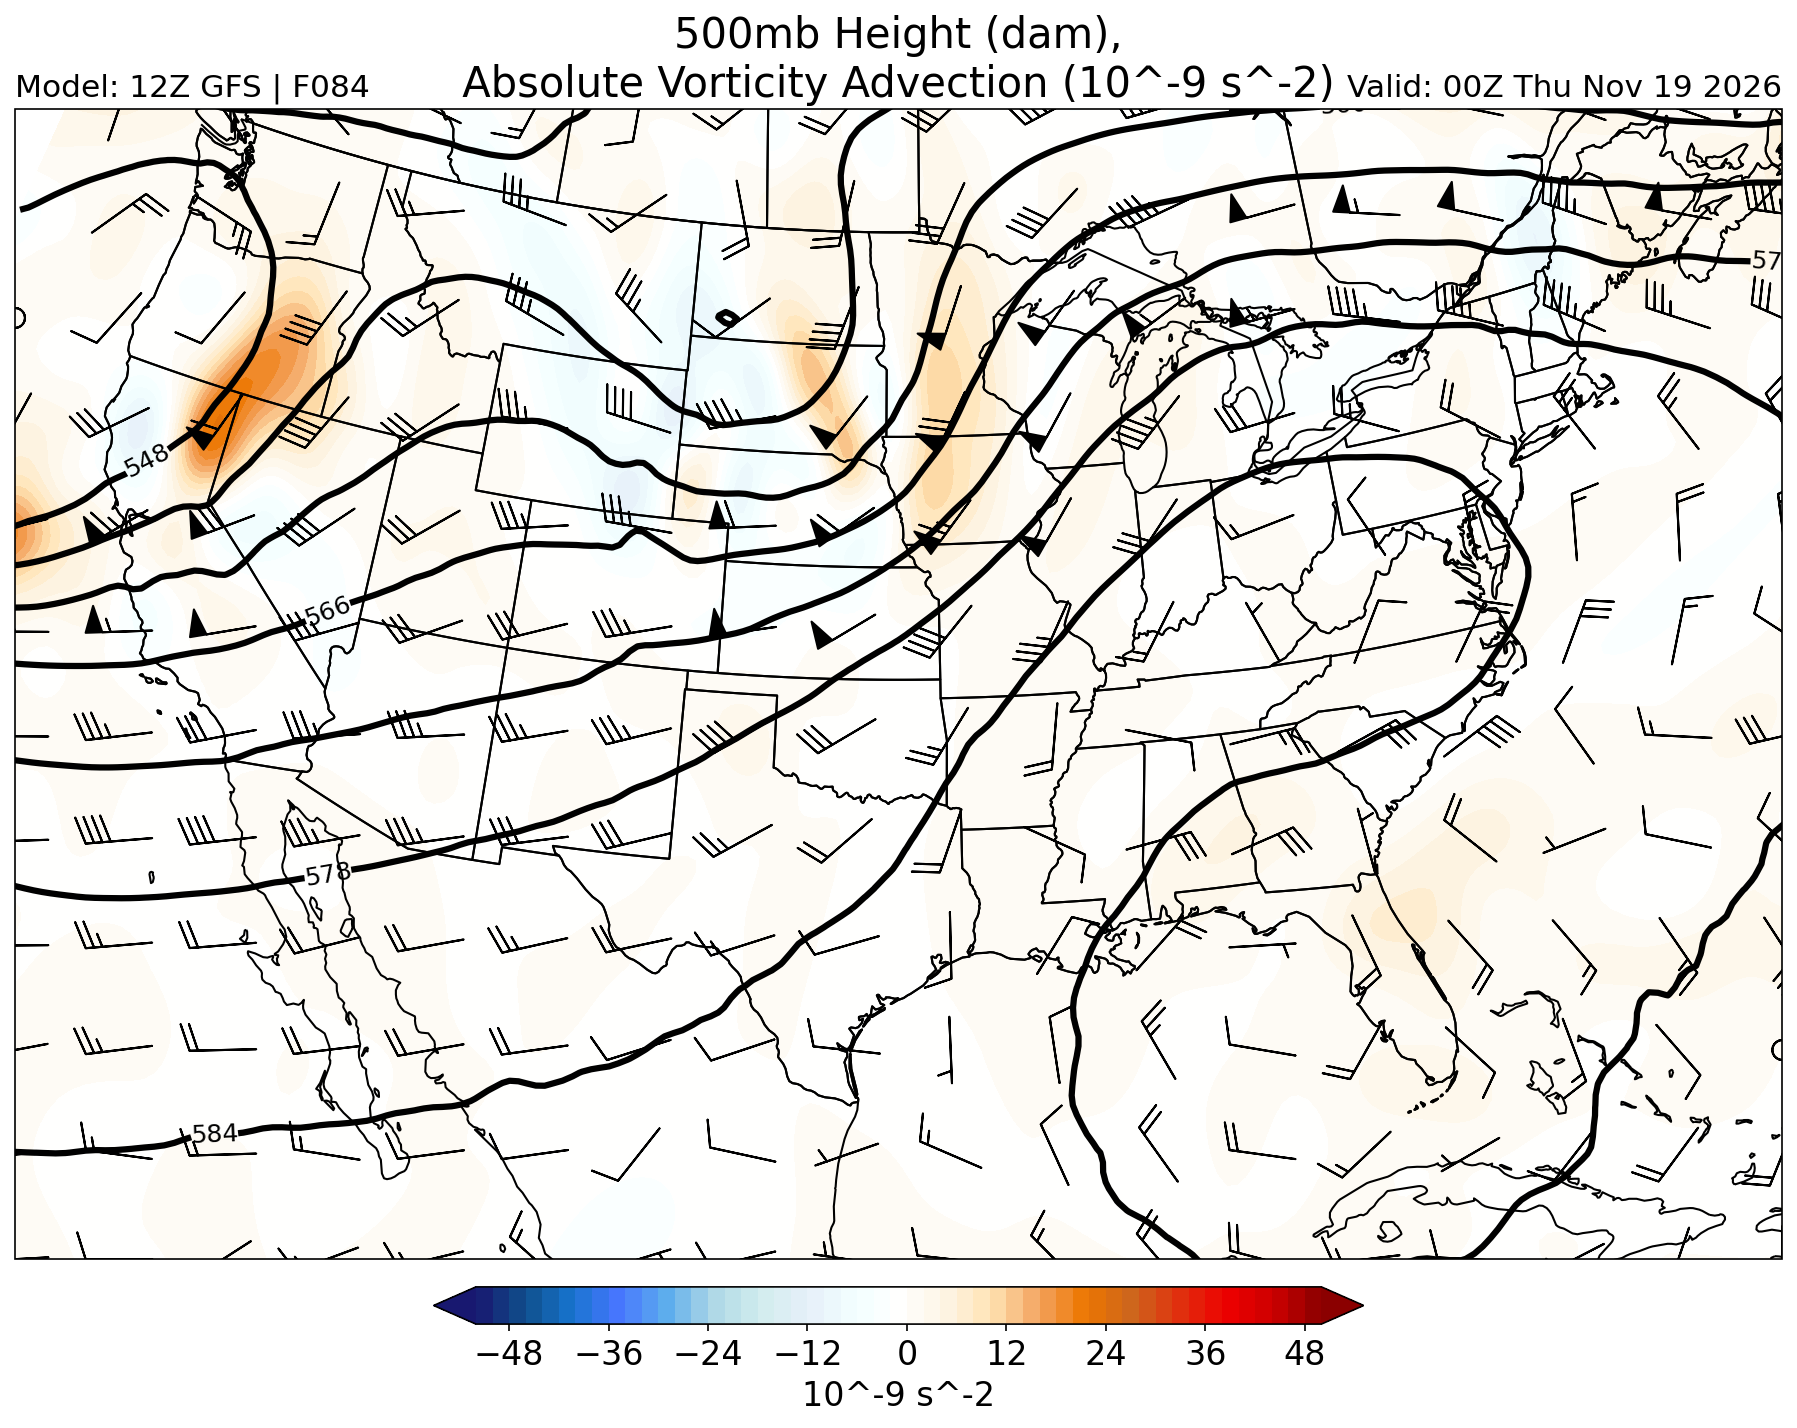 500mb Height (dam),
Model: 12Z GFS | F084
Absolute Vorticity Advection (10^-9 s^-2)
Valid: 00Z Thu Nov 19 2026
57
548
566
578
584
−48 −36 −24 −12 0 12 24 36 48
10^-9 s^-2